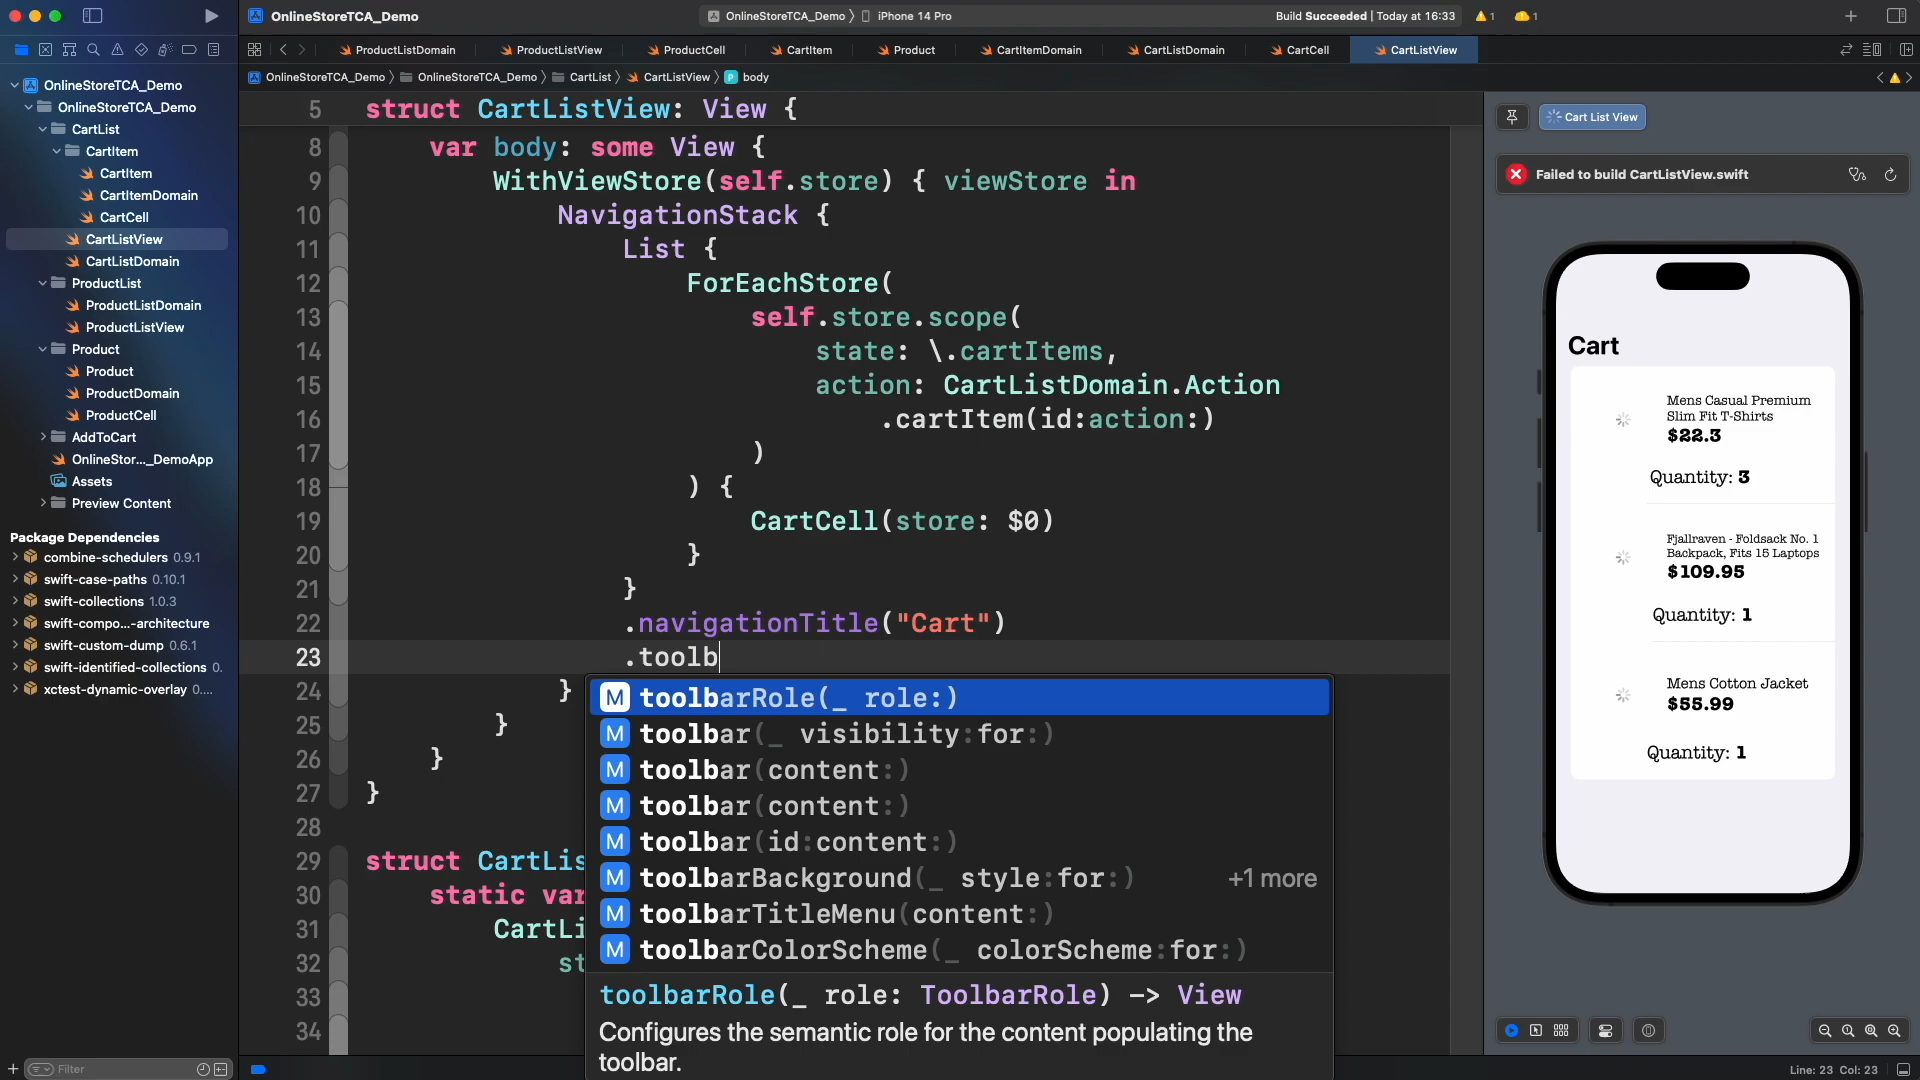 OnlineStoreTCA_Demo
OnlineStoreTCA_Demo
iPhone 14 Pro
Build Succeeded | Today at 16:33
1
1
ProductListDomain
ProductListView
ProductCell
CartItem
Product
CartItemDomain
CartListDomain
CartCell
CartListView
OnlineStoreTCA_Demo
OnlineStoreTCA_Demo
CartList
CartListView
body
OnlineStoreTCA_Demo
OnlineStoreTCA_Demo
CartList
CartItem
CartItem
CartItemDomain
CartCell
CartListView
CartListDomain
ProductList
ProductListDomain
ProductListView
Product
Product
ProductDomain
ProductCell
AddToCart
OnlineStor..._DemoApp
Assets
Preview Content
Package Dependencies
combine-schedulers 0.9.1
swift-case-paths 0.10.1
swift-collections 1.0.3
swift-compo...-architecture
swift-custom-dump 0.6.1
swift-identified-collections 0.
xctest-dynamic-overlay 0....
Filter
5 struct CartListView: View {
8 var body: some View {
9 WithViewStore(self.store) { viewStore in
10 NavigationStack {
11 List {
12 ForEachStore(
13 self.store.scope(
14 state: \.cartItems,
15 action: CartListDomain.Action
16 .cartItem(id:action:)
17 )
18 ) {
19 CartCell(store: $0)
20 }
21 }
22 .navigationTitle("Cart")
23 .toolb
24 }
25 }
26 }
27 }
28
29 struct CartLis
30 static var
31 CartLi
32 st
33
34
M toolbarRole(_ role:)
M toolbar(_ visibility:for:)
M toolbar(content:)
M toolbar(content:)
M toolbar(id:content:)
M toolbarBackground(_ style:for:) +1 more
M toolbarTitleMenu(content:)
M toolbarColorScheme(_ colorScheme:for:)
toolbarRole(_ role: ToolbarRole) -> View
Configures the semantic role for the content populating the
toolbar.
Cart List View
Failed to build CartListView.swift
Cart
Mens Casual Premium
Slim Fit T-Shirts
$22.3
Quantity: 3
Fjallraven - Foldsack No. 1
Backpack, Fits 15 Laptops
$109.95
Quantity: 1
Mens Cotton Jacket
$55.99
Quantity: 1
Line: 23 Col: 23